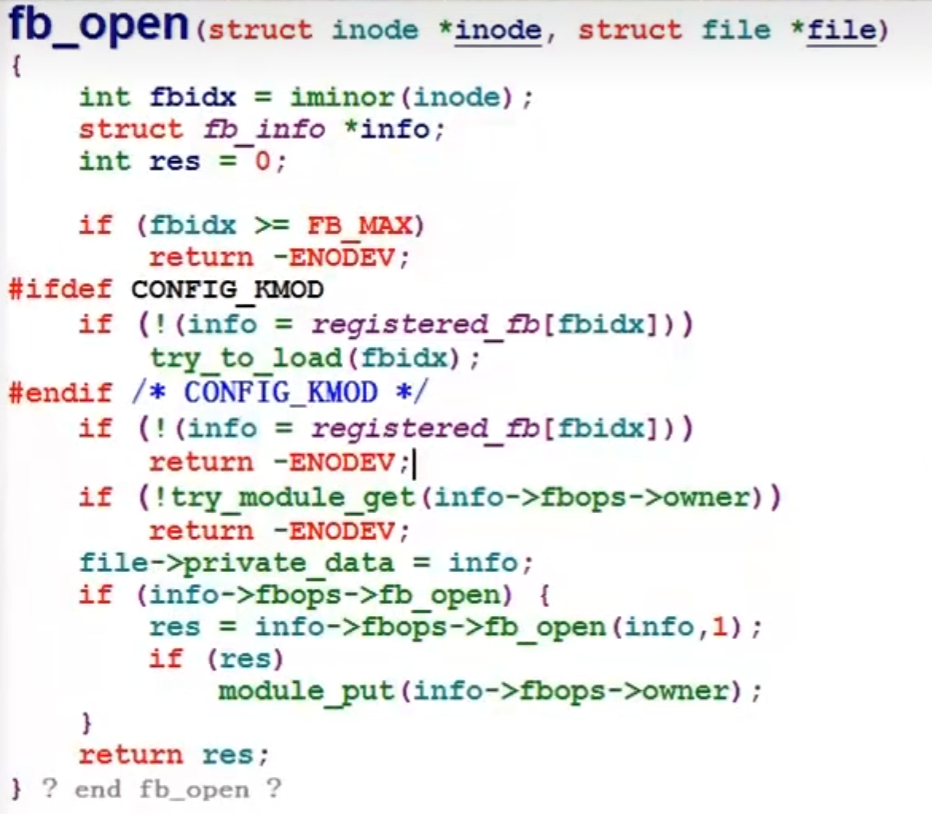 fb_open(struct inode *inode, struct file *file)
{
    int fbidx = iminor(inode);
    struct fb_info *info;
    int res = 0;

    if (fbidx >= FB_MAX)
        return -ENODEV;
#ifdef CONFIG_KMOD
    if (!(info = registered_fb[fbidx]))
        try_to_load(fbidx);
#endif /* CONFIG_KMOD */
    if (!(info = registered_fb[fbidx]))
        return -ENODEV;
    if (!try_module_get(info->fbops->owner))
        return -ENODEV;
    file->private_data = info;
    if (info->fbops->fb_open) {
        res = info->fbops->fb_open(info,1);
        if (res)
            module_put(info->fbops->owner);
    }
    return res;
} ? end fb_open ?